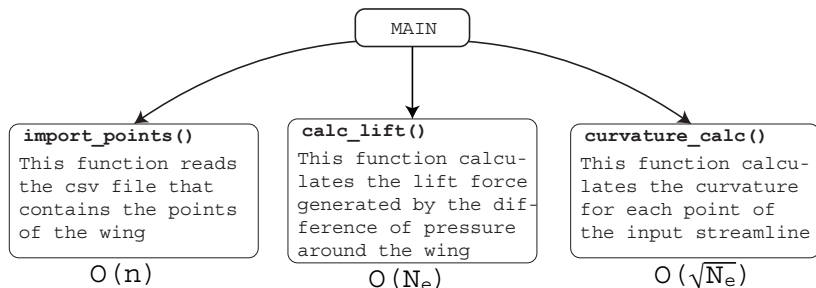 MAIN
import_points()
This function reads
the csv file that
contains the points
of the wing
O(n)
calc_lift()
This function calcu-
lates the lift force
generated by the dif-
ference of pressure
around the wing
O(Nₑ)
curvature_calc()
This function calcu-
lates the curvature
for each point of
the input streamline
O(√Nₑ)